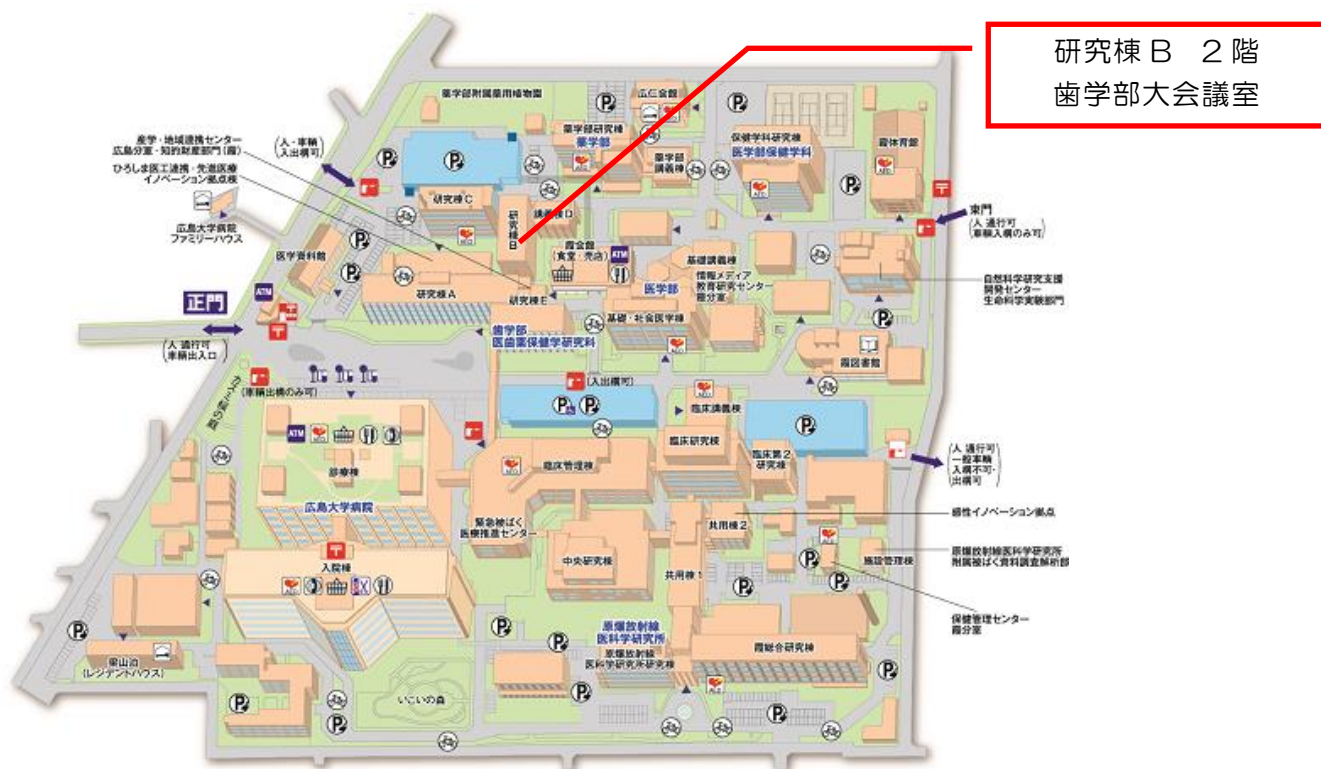 研究棟B 2階
歯学部大会議室
薬学部附属薬用植物園
広仁会館
産学・地域連携センター
広島分室・知的財産部門(霞)
(人・車輌
入出構可)
薬学部研究棟
薬学部
保健学科研究棟
医学部保健学科
霞体育館
ひろしま医工連携・先進医療
イノベーション拠点棟
薬学部
講義棟
研究棟C
研究棟B
講義棟D
東門
(人 通行可
車輌入構のみ可)
広島大学病院
ファミリーハウス
医学資料館
霞会館
(食堂・売店)
ATM
基礎講義棟
情報メディア
教育研究センター
霞分室
医学部
自然科学研究支援
開発センター
生命科学実験部門
研究棟A
研究棟E
ATM
正門
基礎・社会医学棟
歯学部
医歯薬保健学研究科
(人 通行可
車輌出入口)
霞図書館
(車輌出構のみ可)
(入出構可)
臨床講義棟
ATM
臨床研究棟
臨床第2
研究棟
臨床管理棟
診療棟
(人 通行可
一般車輌
入構不可・
出構可)
広島大学病院
緊急被ばく
医療推進センター
共用棟2
感性イノベーション拠点
入院棟
中央研究棟
共用棟1
施設管理棟
原爆放射線医科学研究所
附属被ばく資料調査解析部
保健管理センター
霞分室
原爆放射線
医科学研究所
原爆放射線
医科学研究所研究棟
霞総合研究棟
(レジデントハウス)
いこいの森